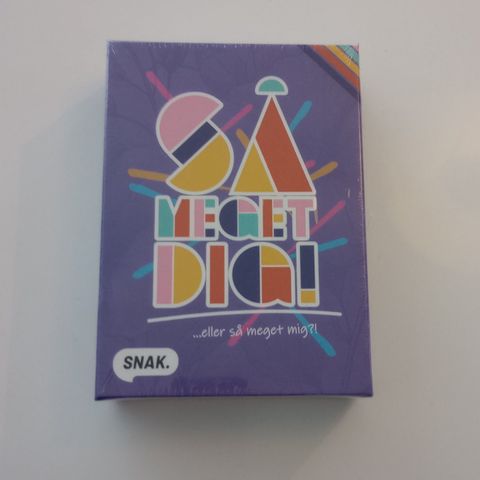 SÅ
MEGET
DIG!
...eller så meget mig?!
SNAK.